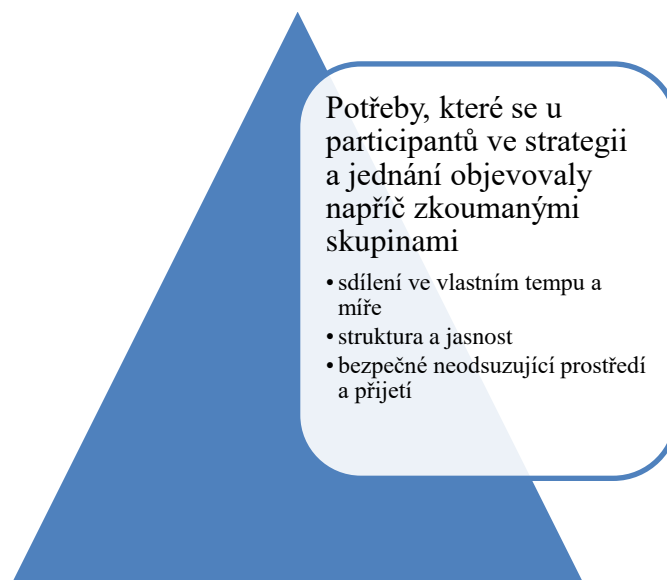 Potřeby, které se u
participantů ve strategii
a jednání objevovaly
napříč zkoumanými
skupinami
• sdílení ve vlastním tempu a
míře
• struktura a jasnost
• bezpečné neodsuzující prostředí
a přijetí